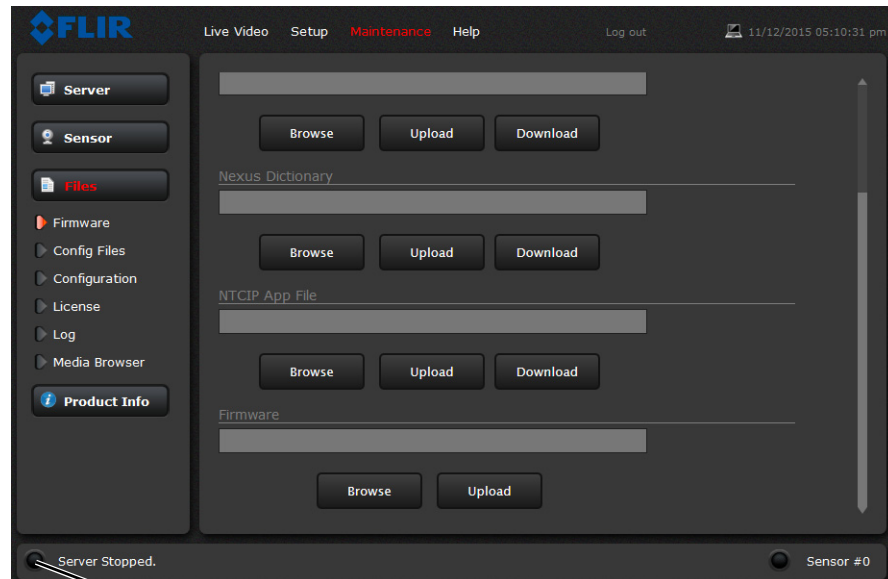 FLIR
Live Video Setup Maintenance Help Log out 11/12/2015 05:10:31 pm
Server
Sensor
Files
Firmware
Config Files
Configuration
License
Log
Media Browser
Product Info
Browse Upload Download
Nexus Dictionary
Browse Upload Download
NTCIP App File
Browse Upload Download
Firmware
Browse Upload
Server Stopped. Sensor #0